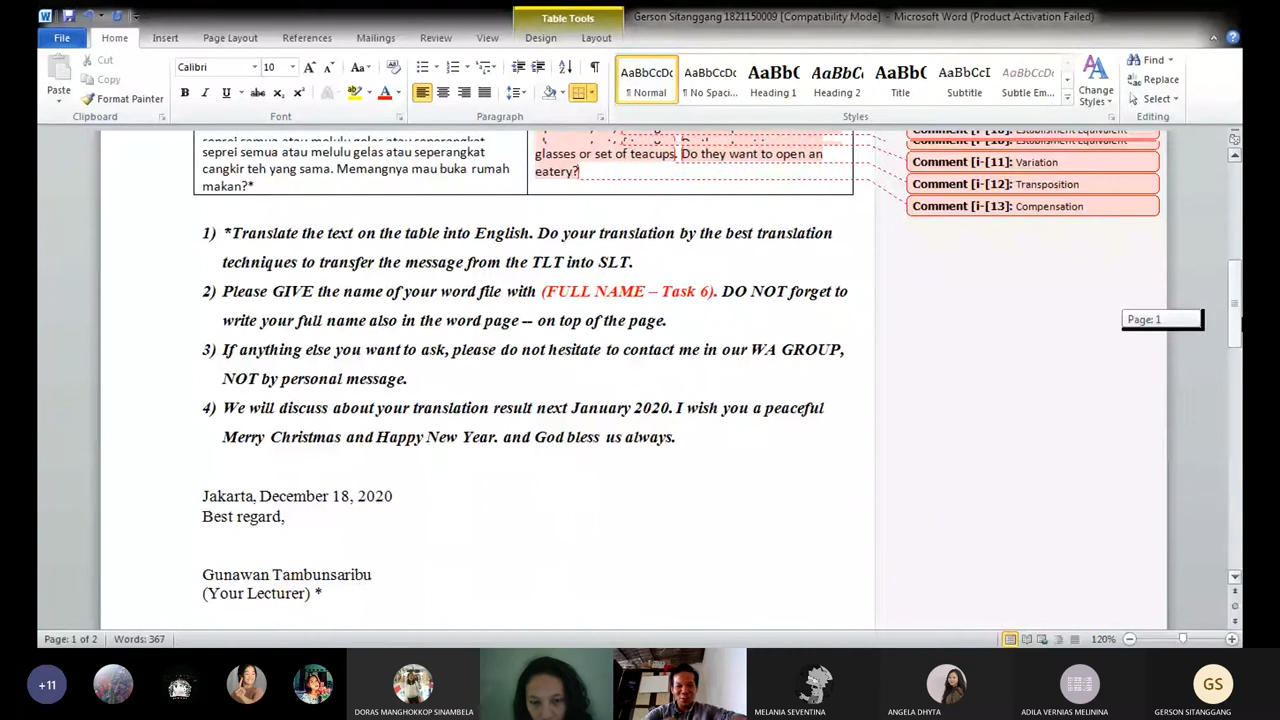 Table Tools
Gerson Sitanggang 1821150009 [Compatibility Mode] - Microsoft Word (Product Activation Failed)
File Home Insert Page Layout References Mailings Review View Design Layout
Cut
Copy
Format Painter
Paste
Calibri 10
AaBbCcDc AaBbCcDc AaBbC AaBbCc AaBbC AaBbCcI AaBbCcDc
¶ Normal ¶ No Spaci... Heading 1 Heading 2 Title Subtitle Subtle Em...
Change Styles
Find
Replace
Select
Clipboard Font Paragraph Styles Editing
seprei semua atau melulu gelas atau seperangkat
cangkir teh yang sama. Memangnya mau buka rumah
makan?*
glasses or set of teacups. Do they want to open an
eatery?
Comment [i-[11]: Variation
Comment [i-[12]: Transposition
Comment [i-[13]: Compensation
1) *Translate the text on the table into English. Do your translation by the best translation
techniques to transfer the message from the TLT into SLT.
2) Please GIVE the name of your word file with (FULL NAME – Task 6). DO NOT forget to
write your full name also in the word page -- on top of the page.
3) If anything else you want to ask, please do not hesitate to contact me in our WA GROUP,
NOT by personal message.
4) We will discuss about your translation result next January 2020. I wish you a peaceful
Merry Christmas and Happy New Year. and God bless us always.
Page: 1
Jakarta, December 18, 2020
Best regard,
Gunawan Tambunsaribu
(Your Lecturer) *
Page: 1 of 2 Words: 367 120%
+11
GS
DORAS MANGHOKKOP SINAMBELA
MELANIA SEVENTINA
ANGELA DHYTA
ADILA VERNIAS MELININA
GERSON SITANGGANG